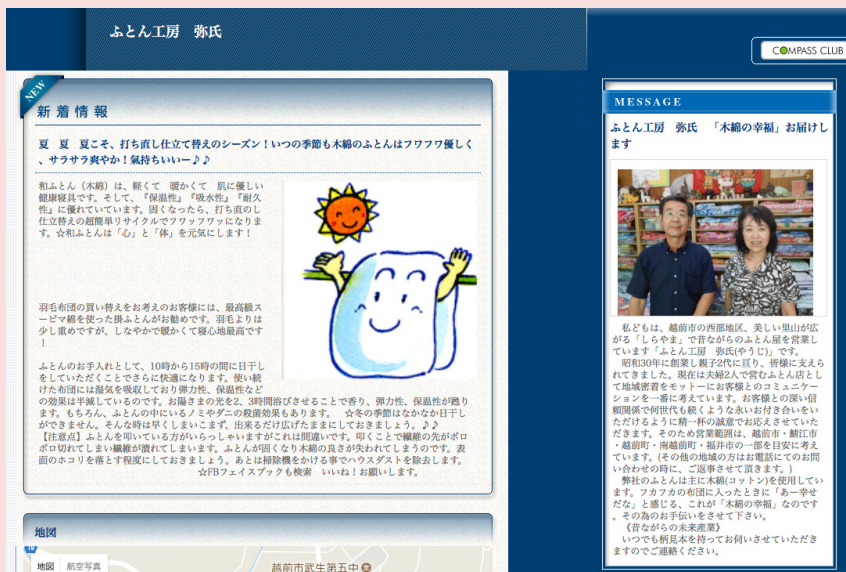 ふとん工房　弥氏
COMPASS CLUB
NEW
新着情報
夏　夏　夏こそ、打ち直し仕立て替えのシーズン！いつの季節も木綿のふとんはフワフワ優しく
、サラサラ爽やか！氣持ちいいー♪♪
和ふとん（木綿）は、軽くて　暖かくて　肌に優しい
健康寝具です。そして、『保温性』『吸水性』『耐久
性』に優れていています。固くなったら、打ち直のし
仕立替えの超簡単リサイクルでフワッフワッになりま
す。☆和ふとんは「心」と「体」を元気にします！
羽毛布団の買い替えをお考えのお客様には、最高級ス
ーピマ綿を使った掛ふとんがお勧めです。羽毛よりは
少し重めですが、しなやかで暖かくて寝心地最高です
！
ふとんのお手入れとして、10時から15時の間に日干し
をしていただくことでさらに快適になります。使い続
けた布団には湿気を吸収しており弾力性、保温性など
の効果は半減しているのです。お陽さまの光を2、3時間浴びさせることで香り、弾力性、保温性が甦り
ます。もちろん、ふとんの中にいるノミやダニの殺菌効果もあります。　☆冬の季節はなかなか日干し
ができません。そんな時は早くしまいこまず、出来るだけ広げたままにしておきましょう。♪♪
【注意点】ふとんを叩いている方がいらっしゃいますがこれは間違いです。叩くことで繊維の先がボロ
ボロ切れてしまい繊維が潰れてしまいます。ふとんが固くなり木綿の良さが失われてしまうのです。表
面のホコリを落とす程度にしておきましょう。あとは掃除機をかける事でハウスダストを除去します。
☆FBフェイスブックも検索　いいね！お願いします。
地図
地図　航空写真
越前市武生第五中
MESSAGE
ふとん工房　弥氏　「木綿の幸福」お届けし
ます
私どもは、越前市の西部地区、美しい里山が広
がる「しらやま」で昔ながらのふとん屋を営業し
ています「ふとん工房　弥氏(やうじ)」です。
昭和30年に創業し親子2代に亘り、皆様に支えら
れてきました。現在は夫婦2人で営むふとん店とし
て地域密着をモットーにお客様とのコミュニケー
ションを一番に考えています。お客様との深い信
頼関係で何世代も続くような永いお付き合いをい
ただけるように精一杯の誠意でお応えさせていた
だきます。そのため営業範囲は、越前市・鯖江市
・越前町・南越前町・福井市の一部を目安に考え
ています。(その他の地域の方はお電話にてのお問
い合わせの時に、ご返事させて頂きます。)
弊社のふとんは主に木綿(コットン)を使用してい
ます。フカフカの布団に入ったときに「あー幸せ
だな」と感じる、これが「木綿の幸福」なのです
。その為のお手伝いをさせて下さい。
《昔ながらの未来産業》
いつでも柄見本を持ってお伺いさせていただき
ますのでご連絡ください。